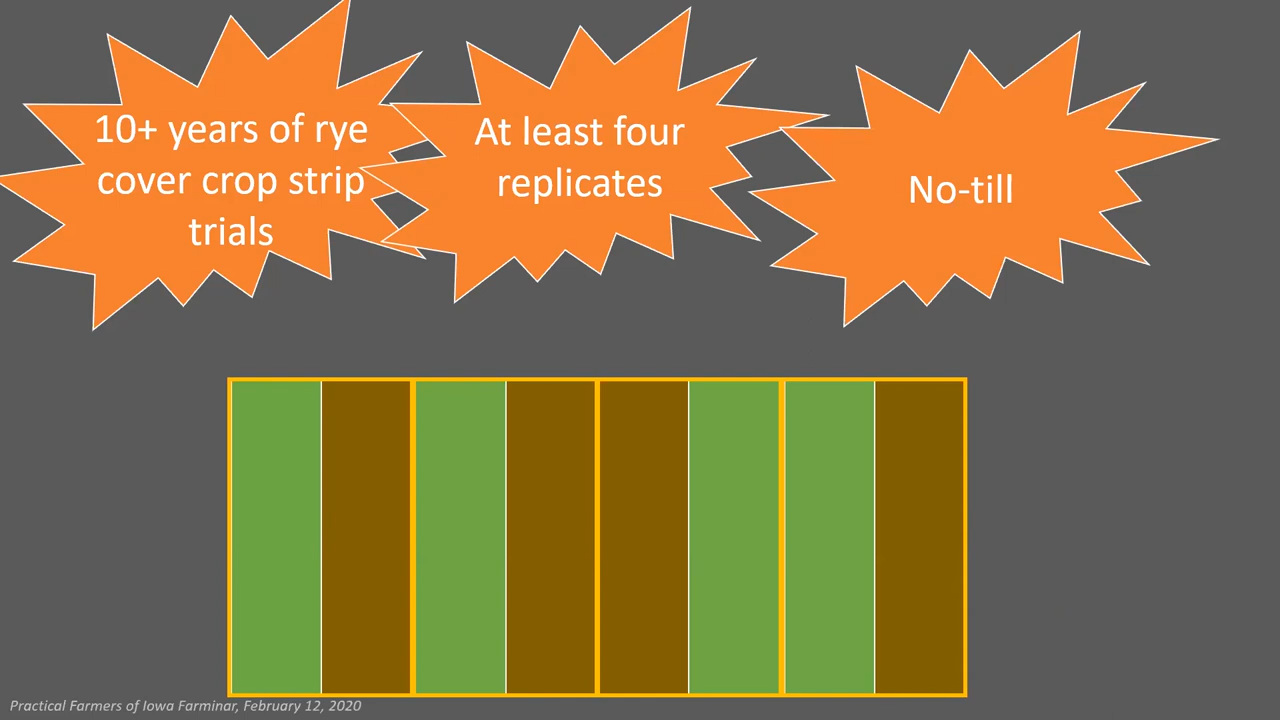 10+ years of rye
cover crop strip
trials
At least four
replicates
No-till
Practical Farmers of Iowa Farminar, February 12, 2020